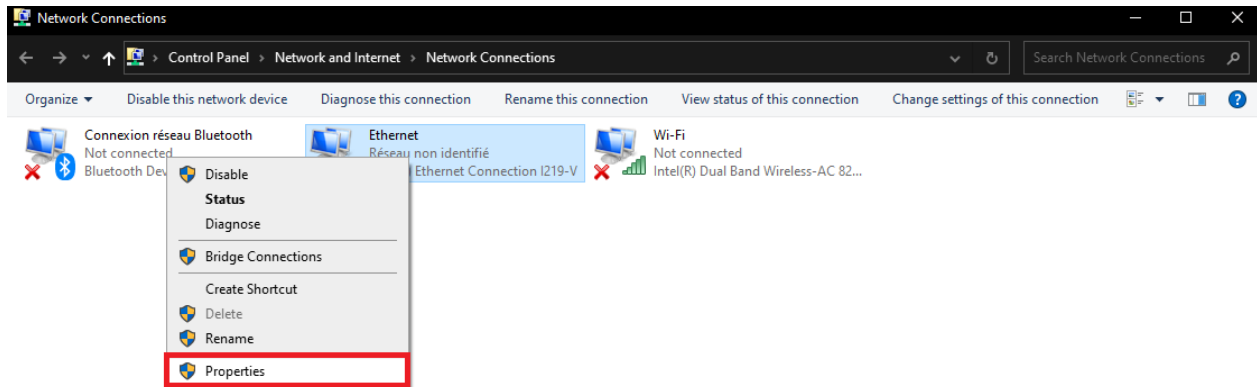 Network Connections
Control Panel > Network and Internet > Network Connections
Search Network Connections
Organize Disable this network device Diagnose this connection Rename this connection View status of this connection Change settings of this connection
Connexion réseau Bluetooth
Not connected
Bluetooth Dev
Ethernet
Réseau non identifié
Ethernet Connection I219-V
Wi-Fi
Not connected
Intel(R) Dual Band Wireless-AC 82...
Disable
Status
Diagnose
Bridge Connections
Create Shortcut
Delete
Rename
Properties